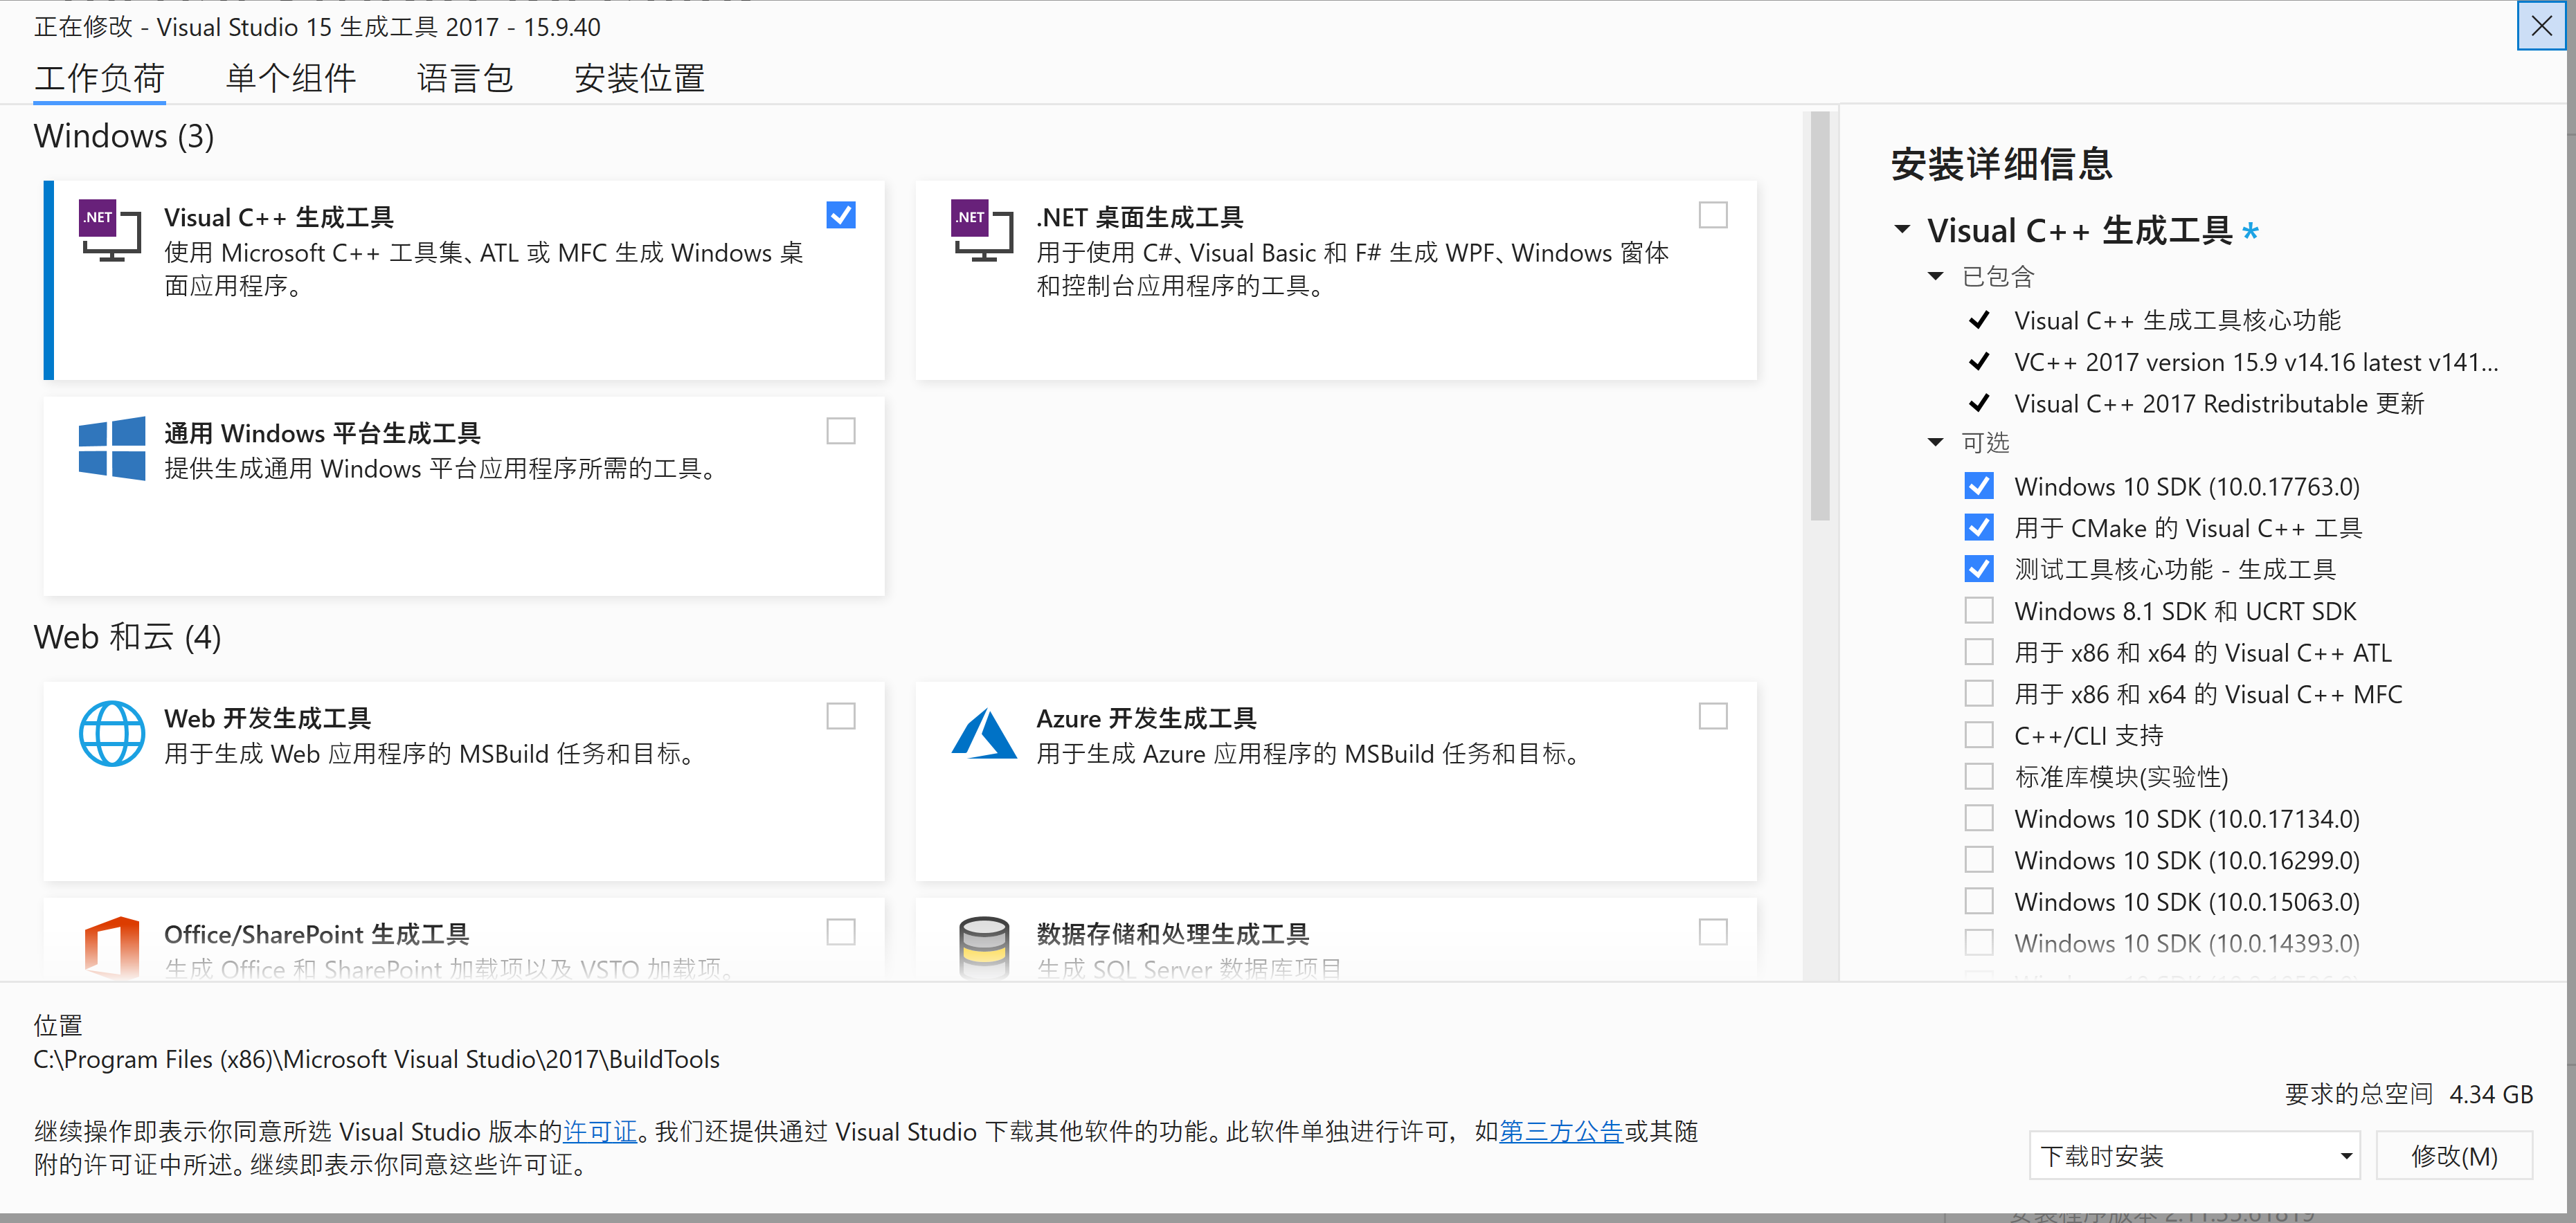 正在修改 - Visual Studio 15 生成工具 2017 - 15.9.40
工作负荷 单个组件 语言包 安装位置
Windows (3)
.NET
Visual C++ 生成工具
使用 Microsoft C++ 工具集、ATL 或 MFC 生成 Windows 桌
面应用程序。
.NET
.NET 桌面生成工具
用于使用 C#、Visual Basic 和 F# 生成 WPF、Windows 窗体
和控制台应用程序的工具。
通用 Windows 平台生成工具
提供生成通用 Windows 平台应用程序所需的工具。
Web 和云 (4)
Web 开发生成工具
用于生成 Web 应用程序的 MSBuild 任务和目标。
Azure 开发生成工具
用于生成 Azure 应用程序的 MSBuild 任务和目标。
Office/SharePoint 生成工具
生成 Office 和 SharePoint 加载项以及 VSTO 加载项。
数据存储和处理生成工具
生成 SQL Server 数据库项目
安装详细信息
Visual C++ 生成工具 *
已包含
Visual C++ 生成工具核心功能
VC++ 2017 version 15.9 v14.16 latest v141...
Visual C++ 2017 Redistributable 更新
可选
Windows 10 SDK (10.0.17763.0)
用于 CMake 的 Visual C++ 工具
测试工具核心功能 - 生成工具
Windows 8.1 SDK 和 UCRT SDK
用于 x86 和 x64 的 Visual C++ ATL
用于 x86 和 x64 的 Visual C++ MFC
C++/CLI 支持
标准库模块(实验性)
Windows 10 SDK (10.0.17134.0)
Windows 10 SDK (10.0.16299.0)
Windows 10 SDK (10.0.15063.0)
Windows 10 SDK (10.0.14393.0)
位置
C:\Program Files (x86)\Microsoft Visual Studio\2017\BuildTools
要求的总空间 4.34 GB
继续操作即表示你同意所选 Visual Studio 版本的许可证。我们还提供通过 Visual Studio 下载其他软件的功能。此软件单独进行许可，如第三方公告或其随
附的许可证中所述。继续即表示你同意这些许可证。
下载时安装
修改(M)